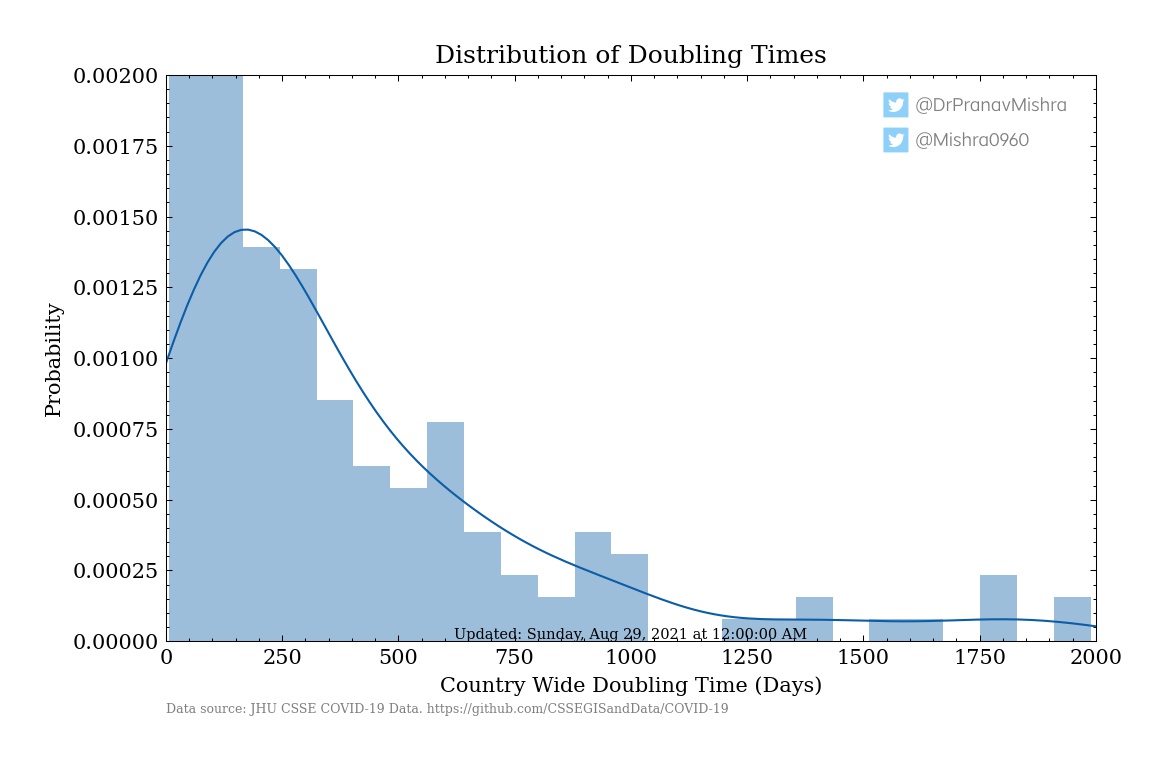 Distribution of Doubling Times
@DrPranavMishra
@Mishra0960
Probability
0.00200
0.00175
0.00150
0.00125
0.00100
0.00075
0.00050
0.00025
0.00000
Updated: Sunday, Aug 29, 2021 at 12:00:00 AM
0 250 500 750 1000 1250 1500 1750 2000
Country Wide Doubling Time (Days)
Data source: JHU CSSE COVID-19 Data. https://github.com/CSSEGISandData/COVID-19